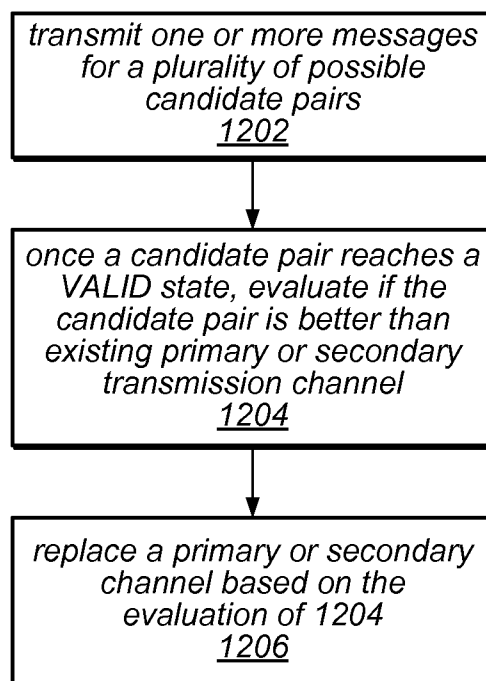 transmit one or more messages
for a plurality of possible
candidate pairs
1202
once a candidate pair reaches a
VALID state, evaluate if the
candidate pair is better than
existing primary or secondary
transmission channel
1204
replace a primary or secondary
channel based on the
evaluation of 1204
1206